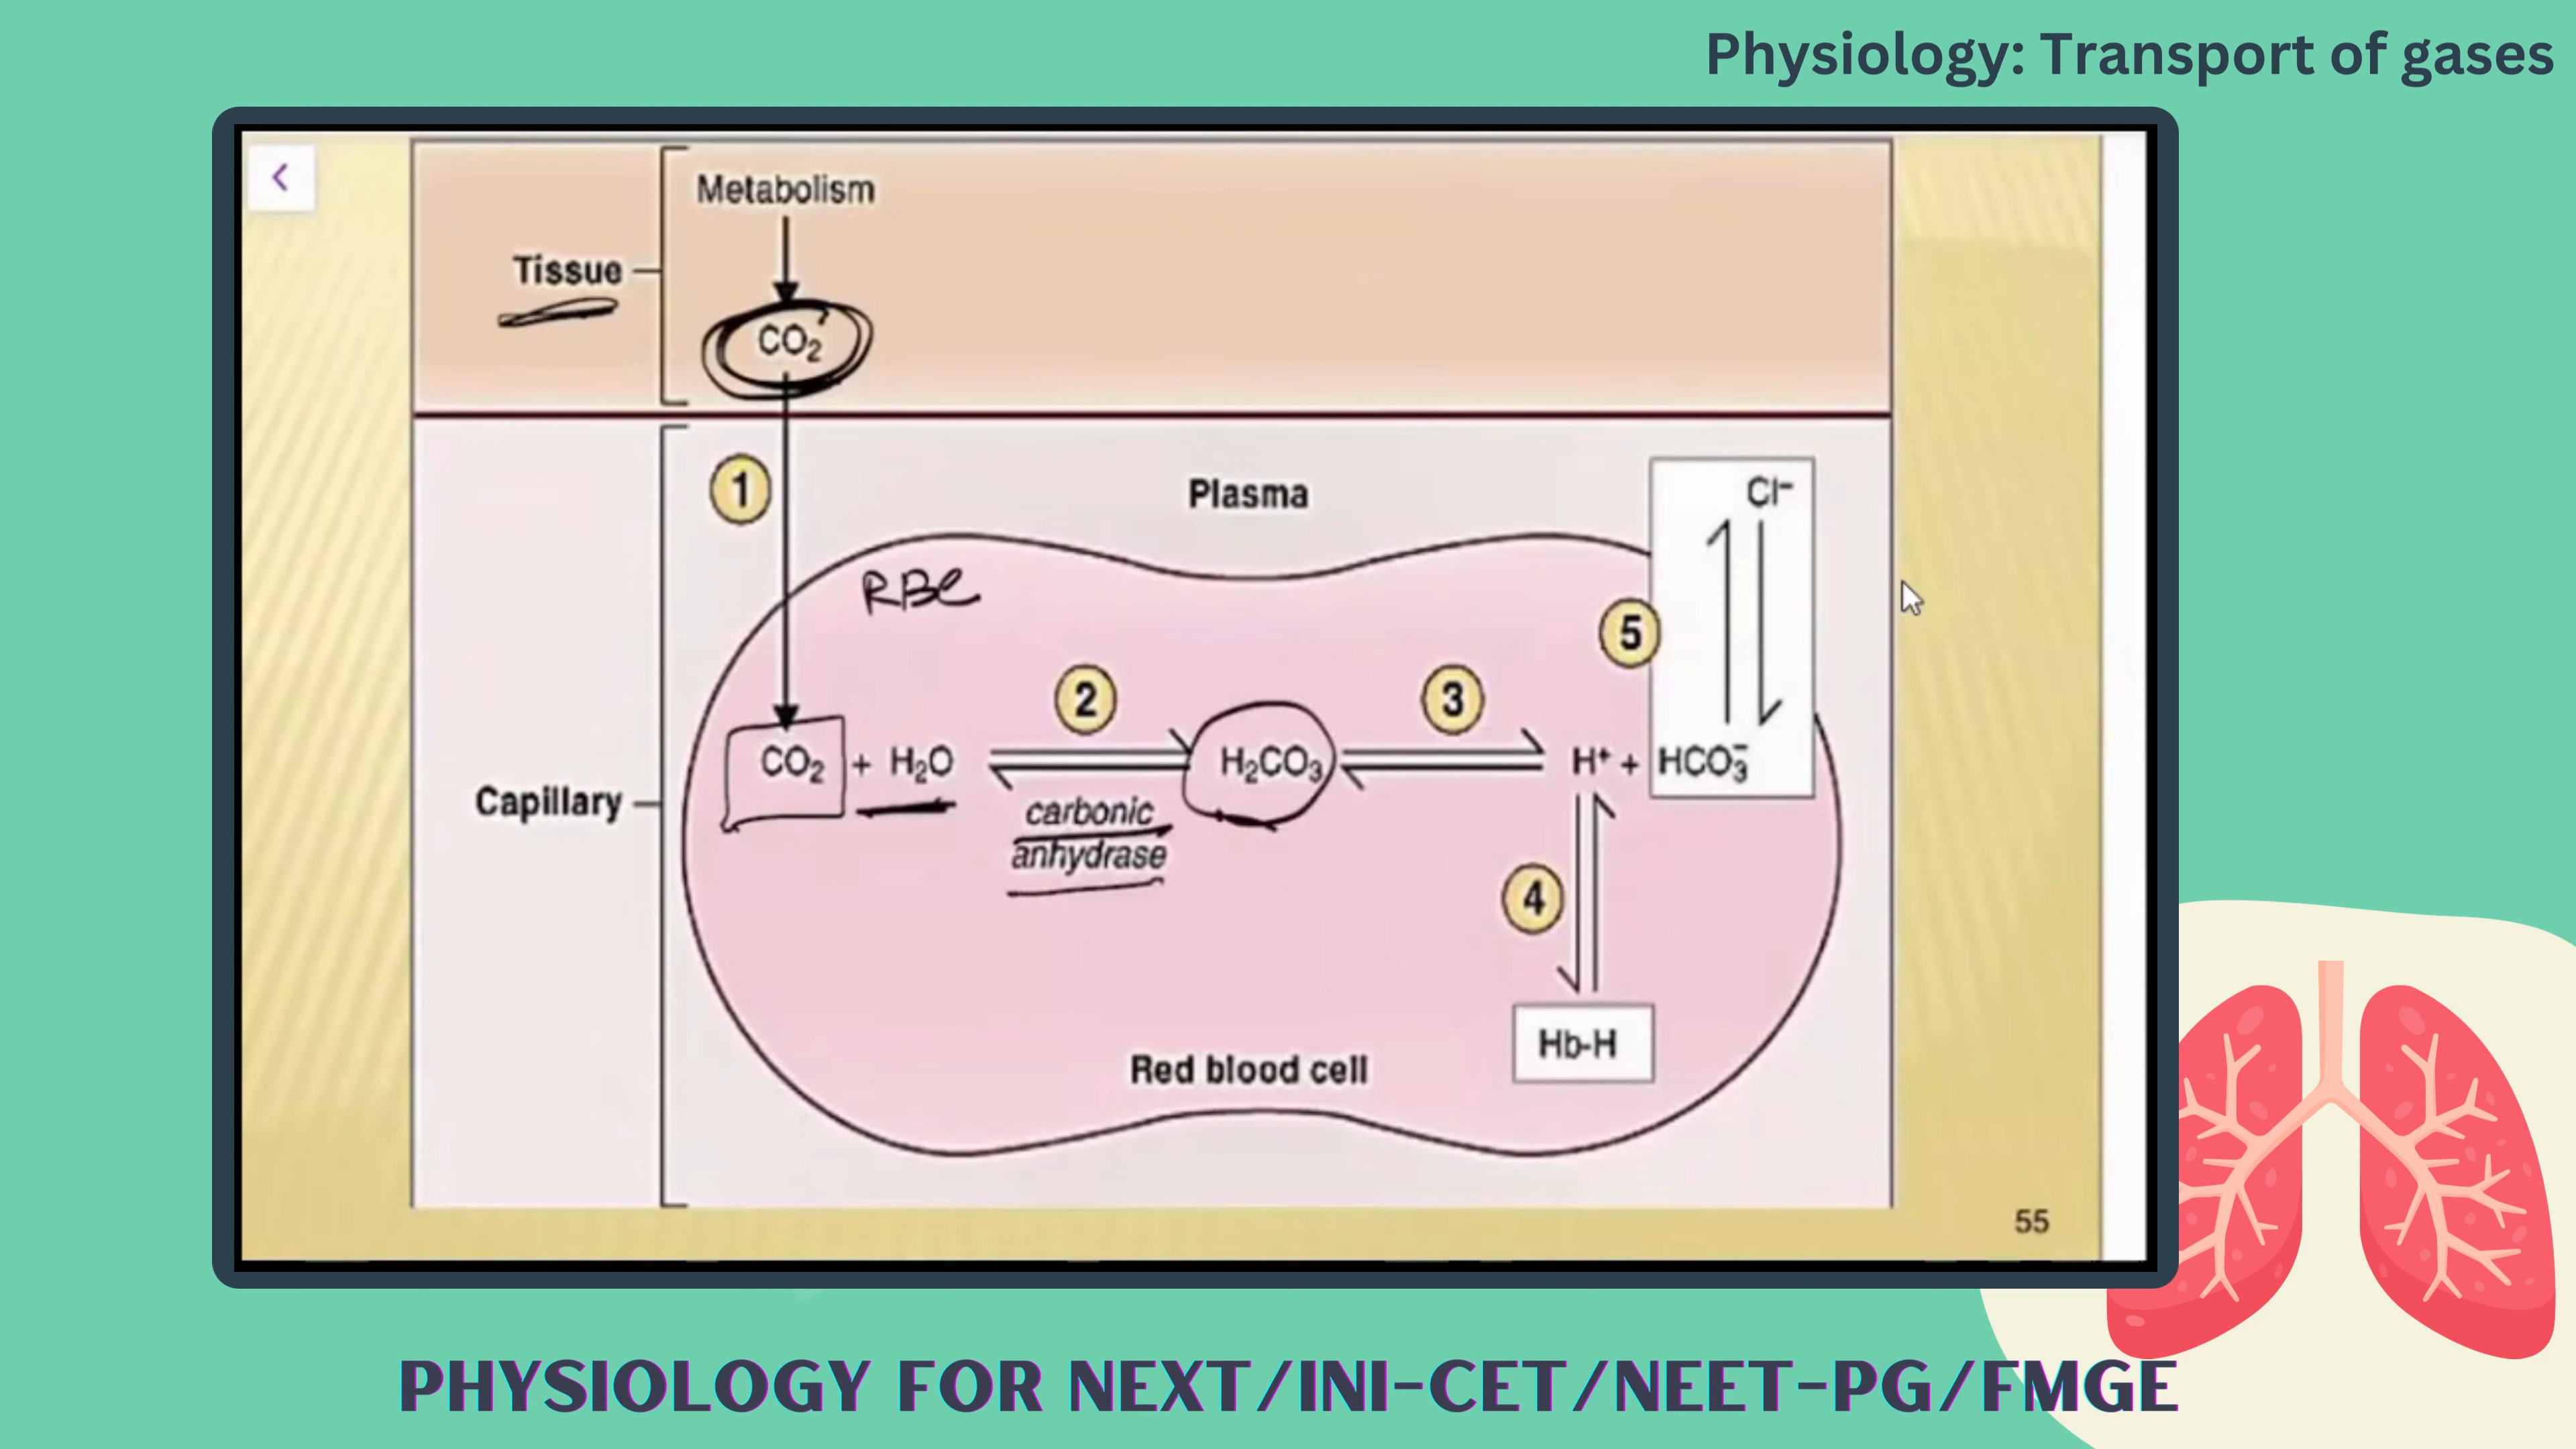 Physiology: Transport of gases
Metabolism
Tissue
CO₂
1
Plasma
Cl⁻
RBC
5
2
3
CO₂ + H₂O
H₂CO₃
H⁺ + HCO₃⁻
carbonic
anhydrase
Capillary
4
Hb-H
Red blood cell
55
PHYSIOLOGY FOR NEXT/INI-CET/NEET-PG/FMGE